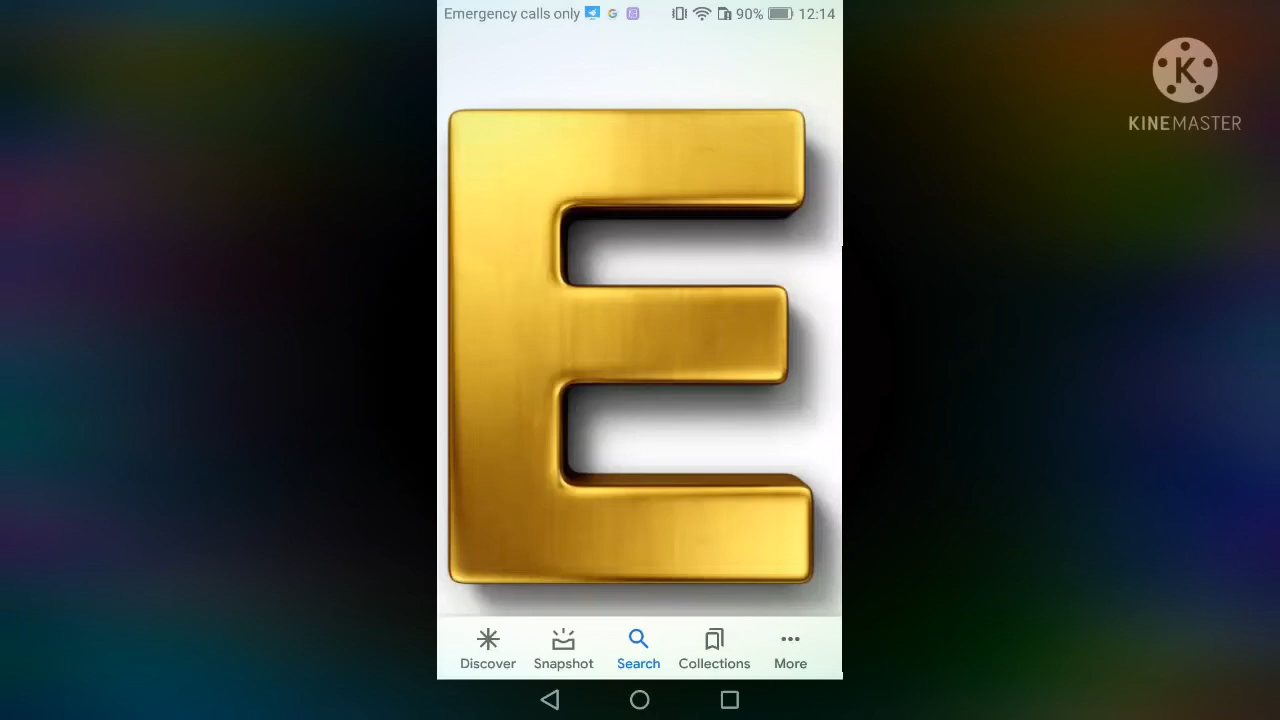 Emergency calls only 90% 12:14
K
KINEMASTER
E
Discover Snapshot Search Collections More